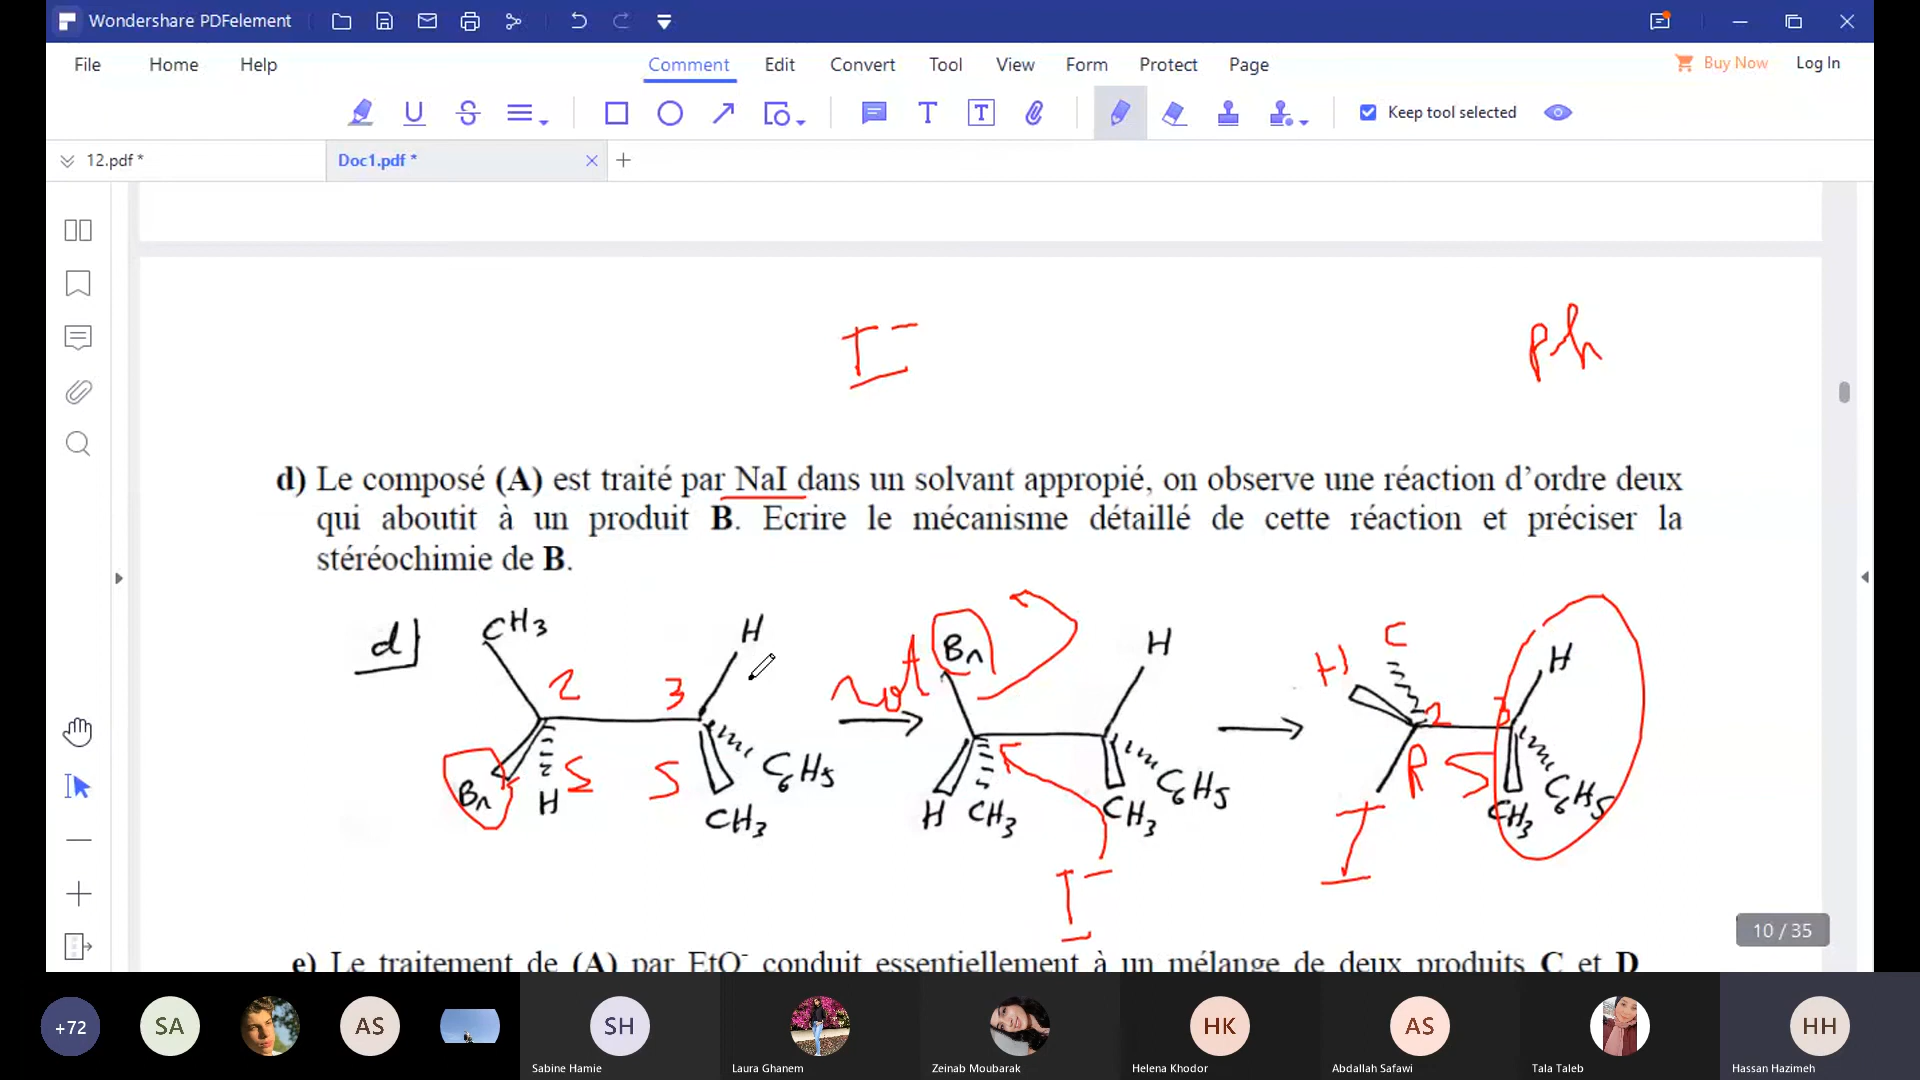 Wondershare PDFelement
File Home Help Comment Edit Convert Tool View Form Protect Page Buy Now Log In
Keep tool selected
12.pdf * Doc1.pdf *
I⁻ ph
d) Le composé (A) est traité par NaI dans un solvant appropié, on observe une réaction d'ordre deux
qui aboutit à un produit B. Ecrire le mécanisme détaillé de cette réaction et préciser la
stéréochimie de B.
d) CH3 H Br H H C H
2 3 rot 2 3
Br H S S C6H5 CH3 H CH3 CH3 C6H5 I R S CH3 C6H5
I⁻
10 / 35
e) Le traitement de (A) par EtO⁻ conduit essentiellement à un mélange de deux produits C et D
+72 SA AS SH HK AS HH
Sabine Hamie Laura Ghanem Zeinab Moubarak Helena Khodor Abdallah Safawi Tala Taleb Hassan Hazimeh